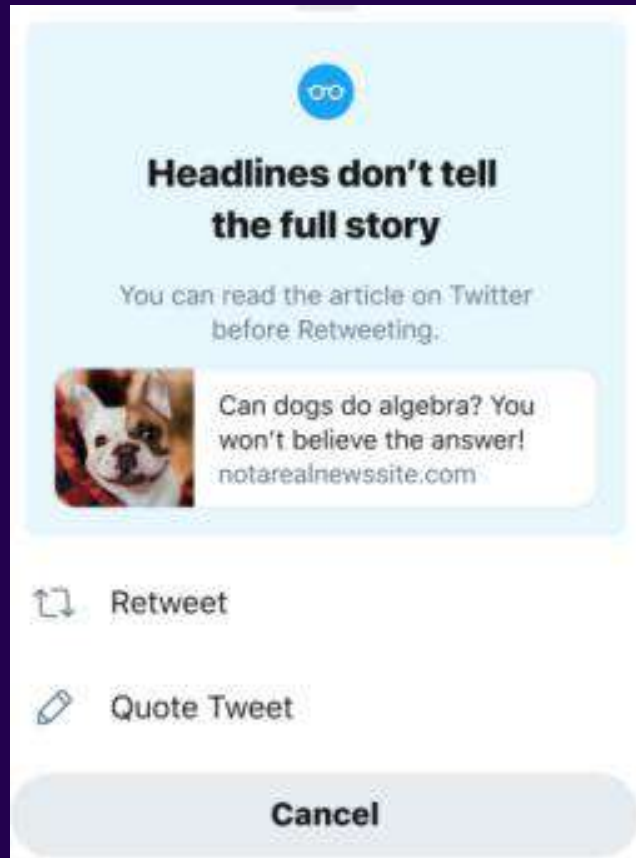 Headlines don't tell
the full story
You can read the article on Twitter
before Retweeting.
Can dogs do algebra? You
won't believe the answer!
notarealnewssite.com
Retweet
Quote Tweet
Cancel